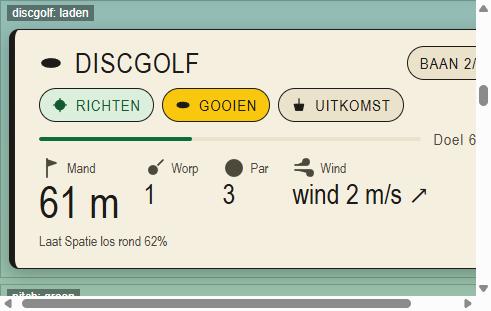 discgolf: laden
DISCGOLF
BAAN 2/
RICHTEN
GOOIEN
UITKOMST
Doel 6
Mand
Worp
Par
Wind
61 m
1
3
wind 2 m/s ↗
Laat Spatie los rond 62%